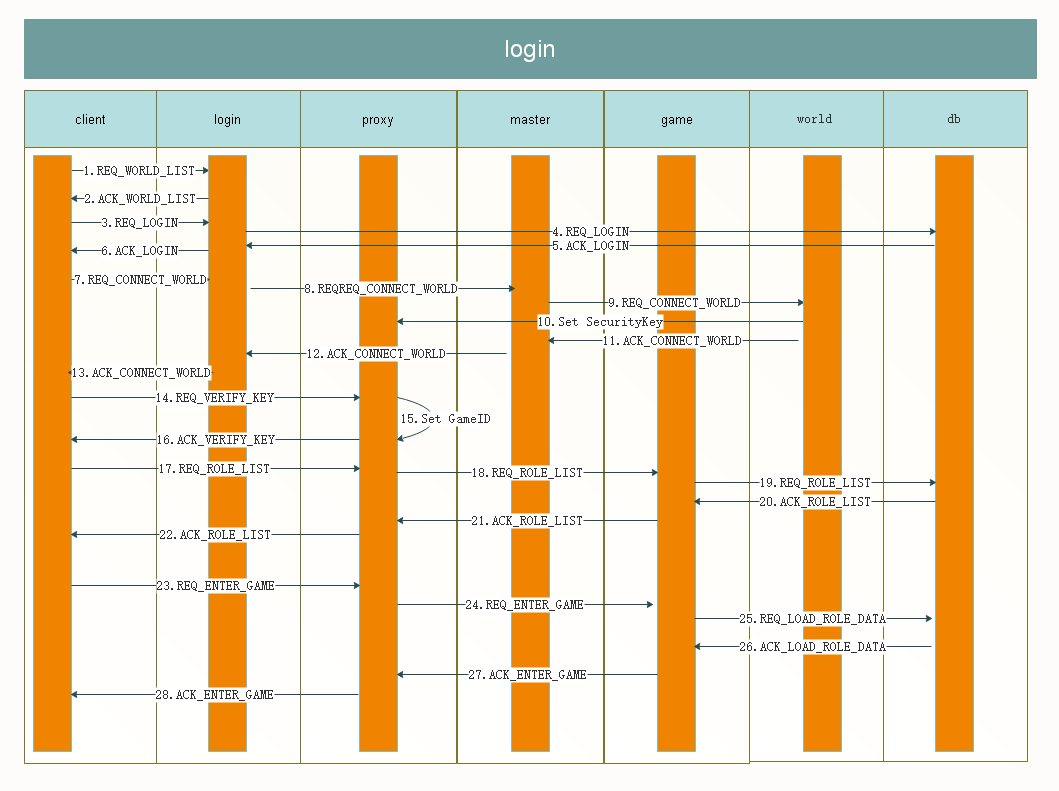 login
client
login
proxy
master
game
world
db
1.REQ_WORLD_LIST
2.ACK_WORLD_LIST
3.REQ_LOGIN
4.REQ_LOGIN
5.ACK_LOGIN
6.ACK_LOGIN
7.REQ_CONNECT_WORLD
8.REQREQ_CONNECT_WORLD
9.REQ_CONNECT_WORLD
10.Set SecurityKey
11.ACK_CONNECT_WORLD
12.ACK_CONNECT_WORLD
13.ACK_CONNECT_WORLD
14.REQ_VERIFY_KEY
15.Set GameID
16.ACK_VERIFY_KEY
17.REQ_ROLE_LIST
18.REQ_ROLE_LIST
19.REQ_ROLE_LIST
20.ACK_ROLE_LIST
21.ACK_ROLE_LIST
22.ACK_ROLE_LIST
23.REQ_ENTER_GAME
24.REQ_ENTER_GAME
25.REQ_LOAD_ROLE_DATA
26.ACK_LOAD_ROLE_DATA
27.ACK_ENTER_GAME
28.ACK_ENTER_GAME